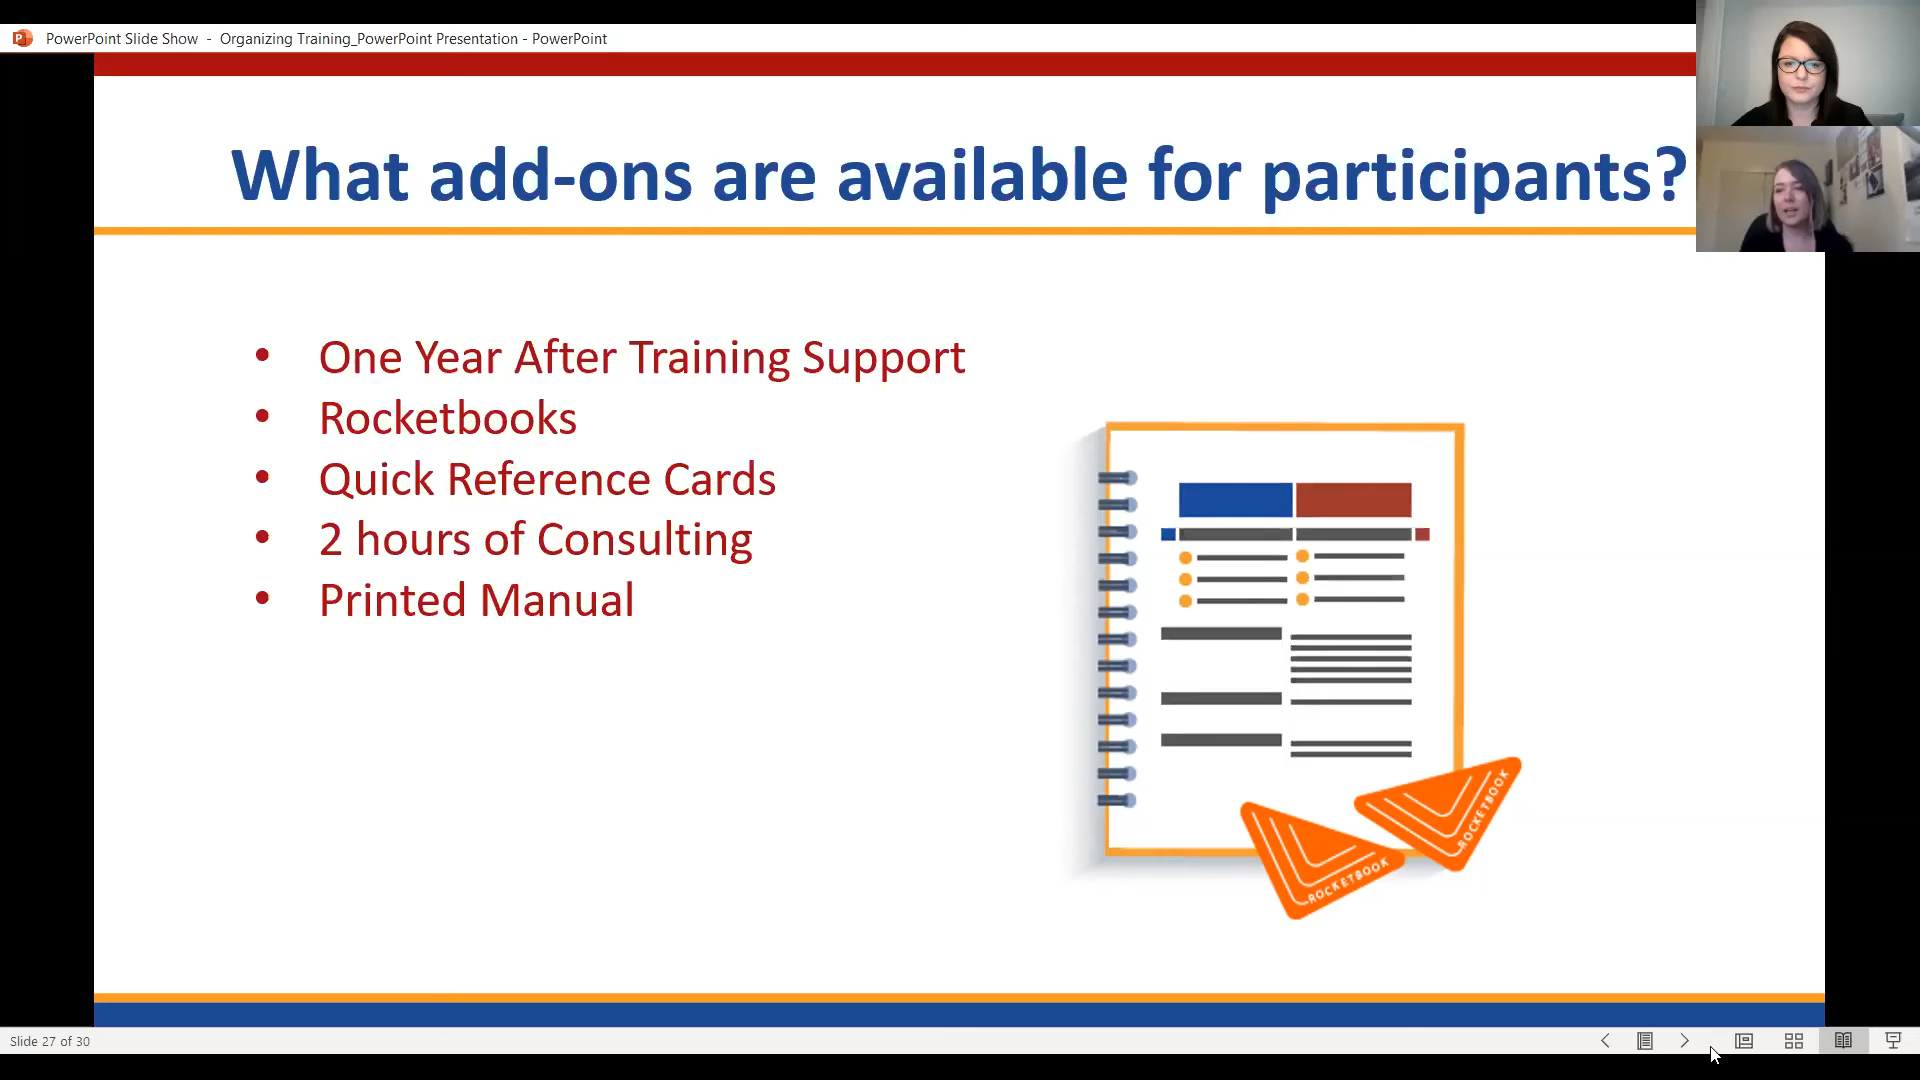 PowerPoint Slide Show - Organizing Training_PowerPoint Presentation - PowerPoint
What add-ons are available for participants?
• One Year After Training Support
• Rocketbooks
• Quick Reference Cards
• 2 hours of Consulting
• Printed Manual
ROCKETBOOK
ROCKETBOOK
Slide 27 of 30